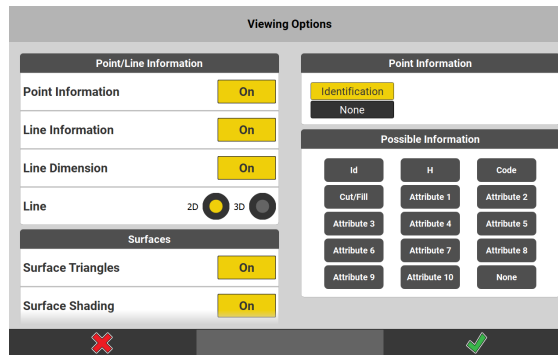 Viewing Options
Point/Line Information
Point Information On
Line Information On
Line Dimension On
Line 2D 3D
Surfaces
Surface Triangles On
Surface Shading On
Point Information
Identification
None
Possible Information
Id H Code
Cut/Fill Attribute 1 Attribute 2
Attribute 3 Attribute 4 Attribute 5
Attribute 6 Attribute 7 Attribute 8
Attribute 9 Attribute 10 None